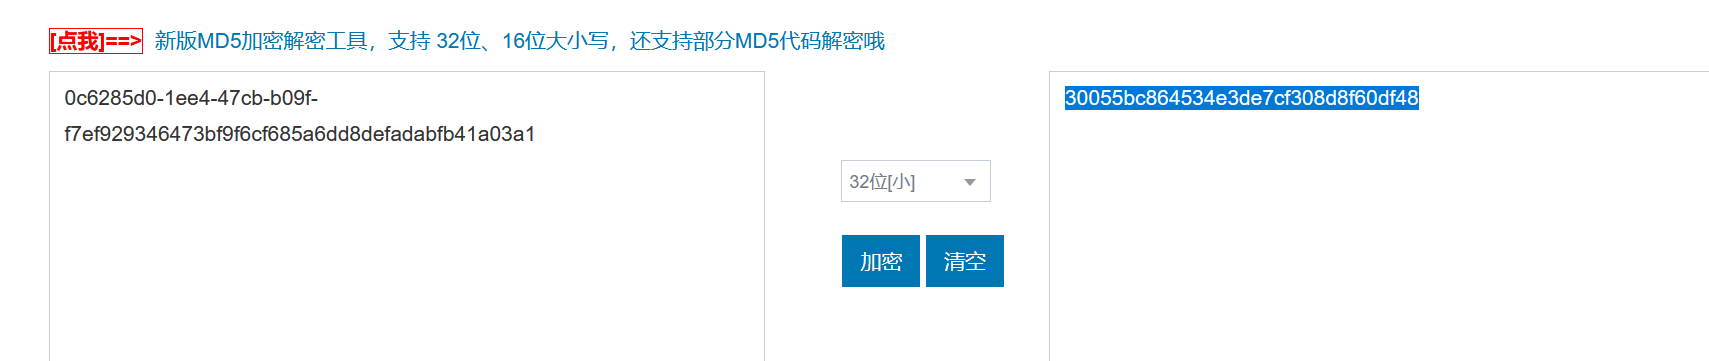 [点我]==> 新版MD5加密解密工具，支持 32位、16位大小写，还支持部分MD5代码解密哦
0c6285d0-1ee4-47cb-b09f-
f7ef929346473bf9f6cf685a6dd8defadabfb41a03a1
32位[小]
加密 清空
30055bc864534e3de7cf308d8f60df48